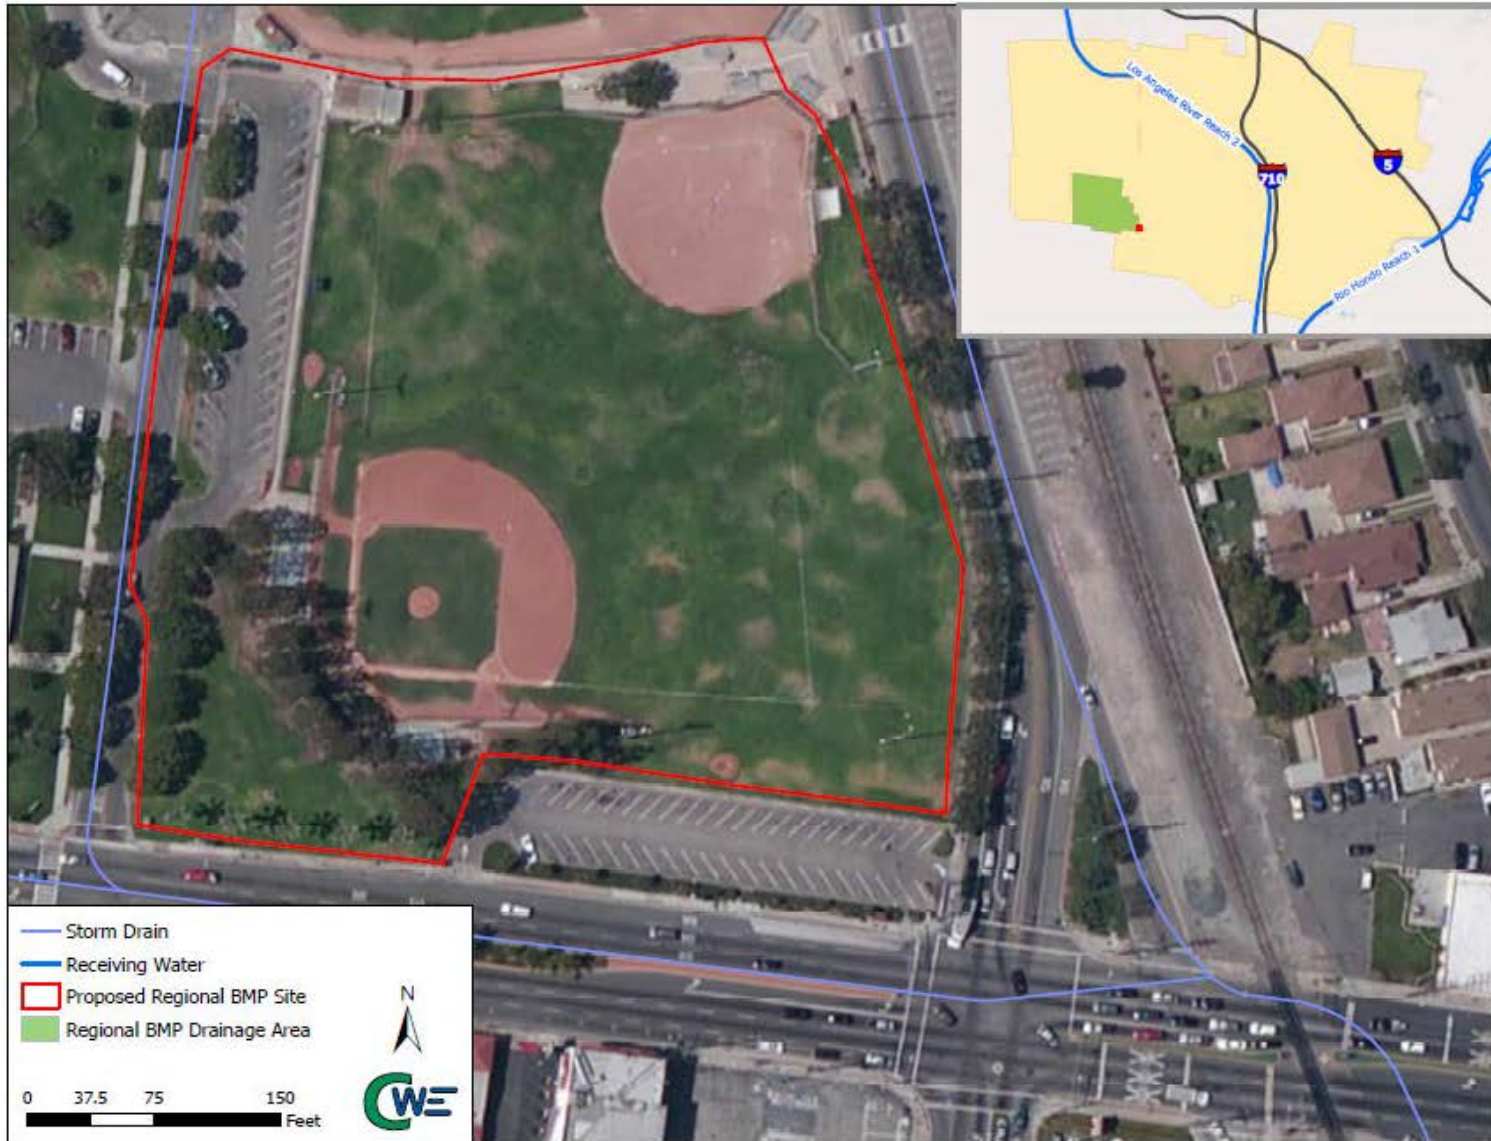 Los Angeles River Reach 2
710
5
Rio Hondo Reach 1
Storm Drain
Receiving Water
Proposed Regional BMP Site
Regional BMP Drainage Area
N
0 37.5 75 150
Feet
CWE